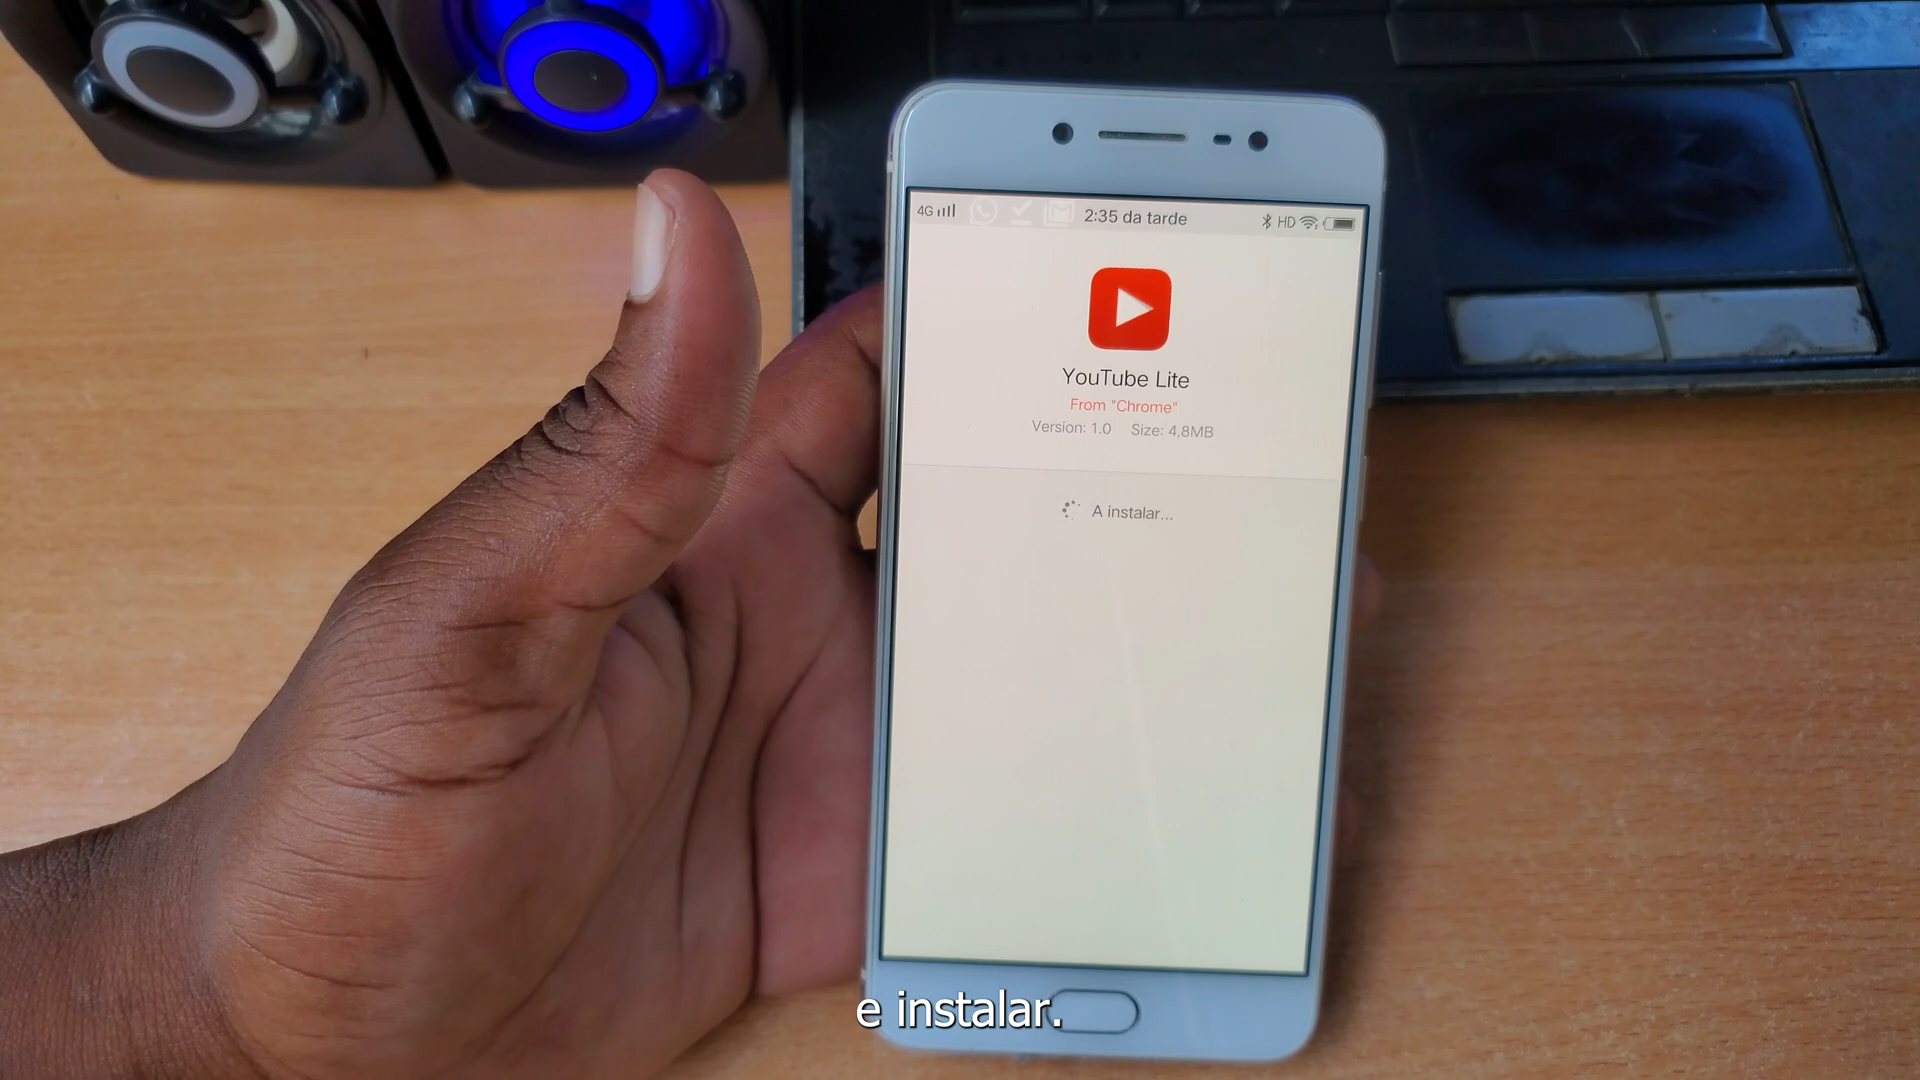 4G 2:35 da tarde HD
YouTube Lite
From "Chrome"
Version: 1.0 Size: 4,8MB
A instalar...
e instalar.